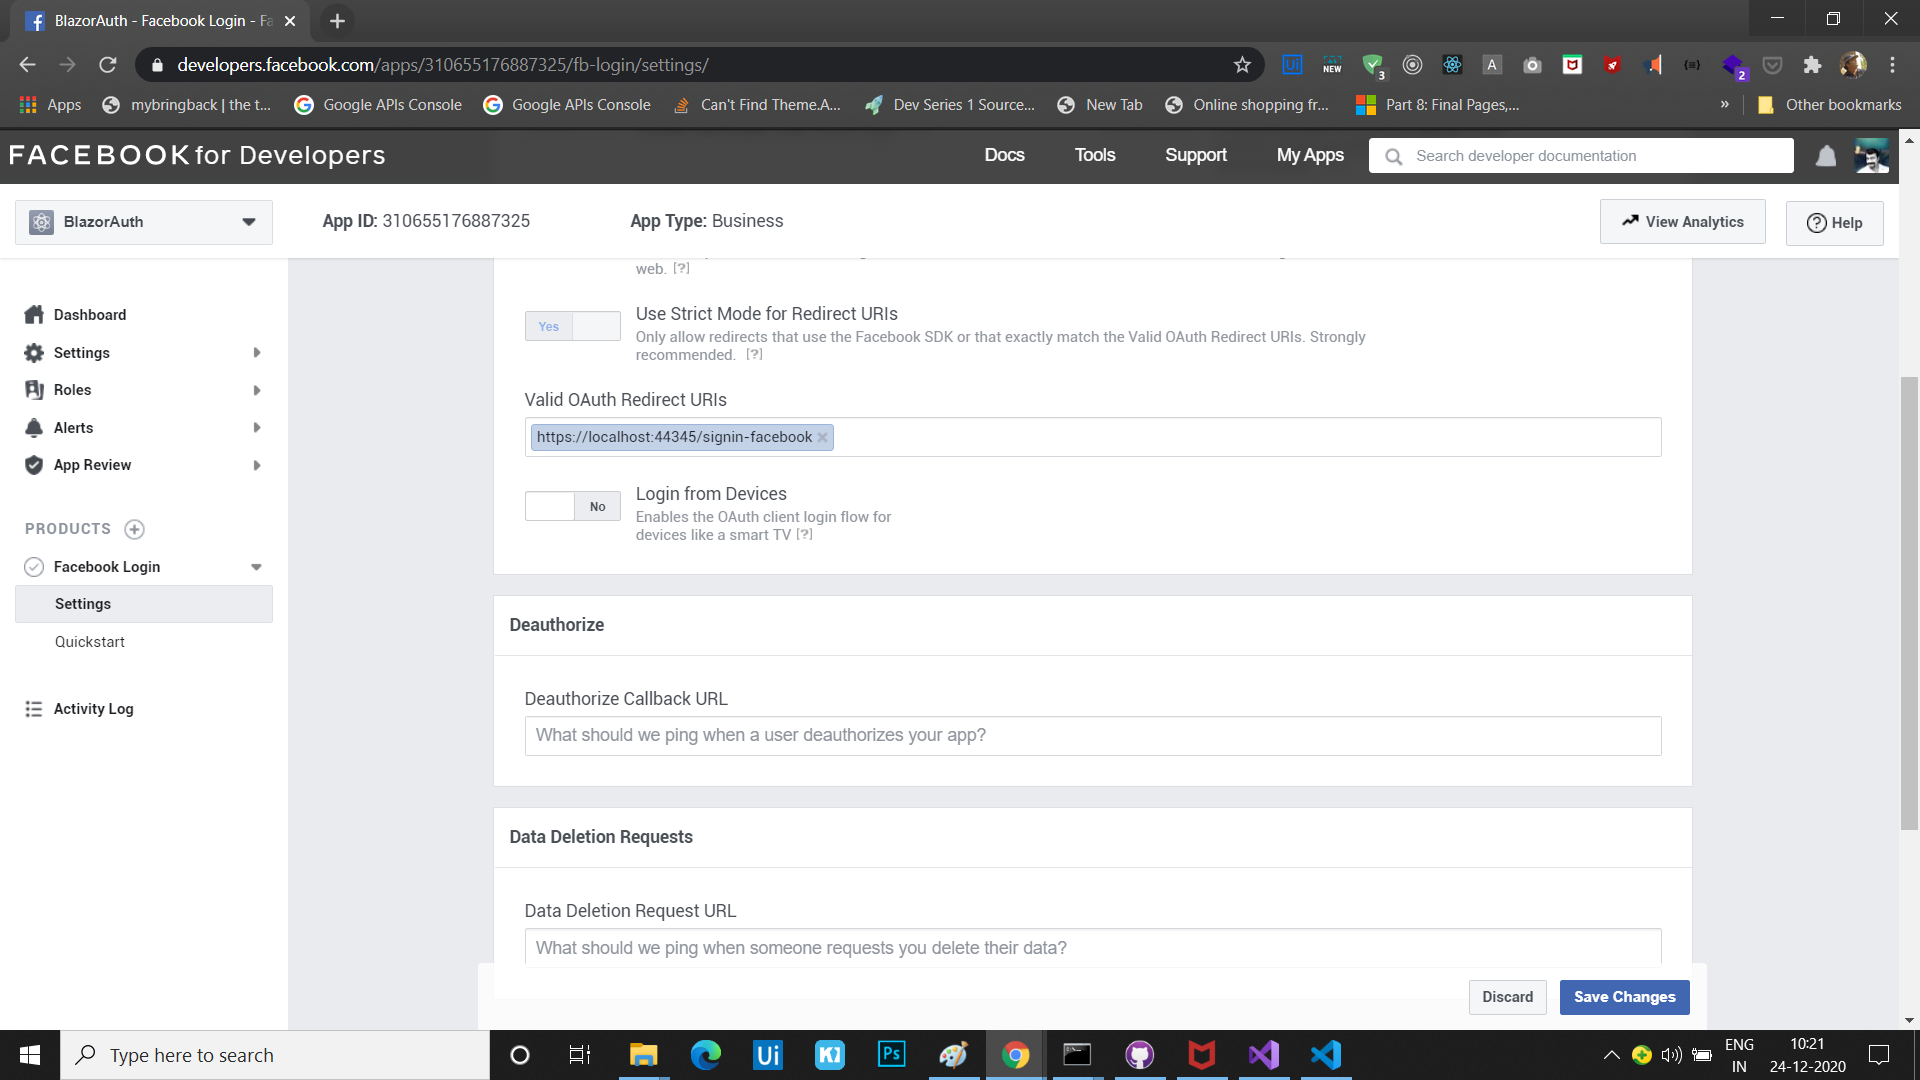 BlazorAuth - Facebook Login - Fa
developers.facebook.com/apps/310655176887325/fb-login/settings/
Ui
NEW
3
A
2
Apps
mybringback | the t...
Google APIs Console
Google APIs Console
Can't Find Theme.A...
Dev Series 1 Source...
New Tab
Online shopping fr...
Part 8: Final Pages,...
»
Other bookmarks
FACEBOOK for Developers
Docs
Tools
Support
My Apps
Search developer documentation
BlazorAuth
App ID: 310655176887325
App Type: Business
View Analytics
Help
Dashboard
Settings
Roles
Alerts
App Review
PRODUCTS
Facebook Login
Settings
Quickstart
Activity Log
web. [?]
Yes
Use Strict Mode for Redirect URIs
Only allow redirects that use the Facebook SDK or that exactly match the Valid OAuth Redirect URIs. Strongly
recommended. [?]
Valid OAuth Redirect URIs
https://localhost:44345/signin-facebook
No
Login from Devices
Enables the OAuth client login flow for
devices like a smart TV [?]
Deauthorize
Deauthorize Callback URL
What should we ping when a user deauthorizes your app?
Data Deletion Requests
Data Deletion Request URL
What should we ping when someone requests you delete their data?
Discard
Save Changes
Type here to search
Ui
Ps
ENG
IN
10:21
24-12-2020